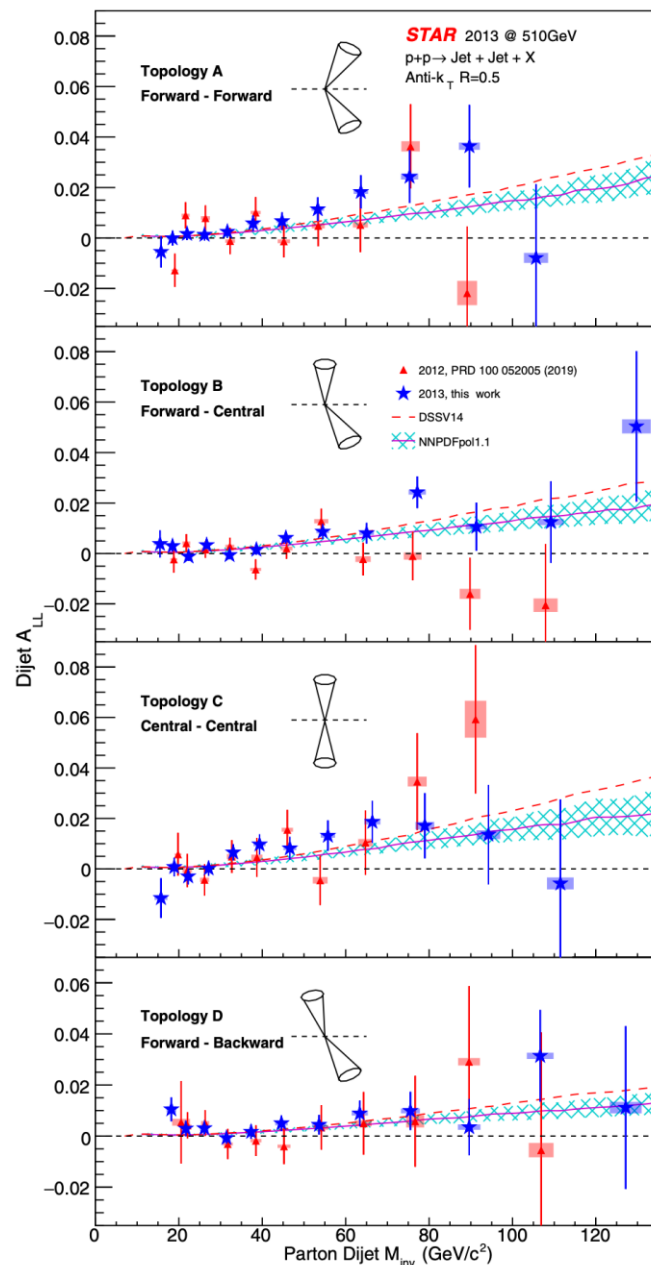 0.08
0.06
0.04
0.02
0
−0.02
Topology A
Forward - Forward
STAR 2013 @ 510GeV
p+p→ Jet + Jet + X
Anti-k_T R=0.5
0.08
0.06
0.04
0.02
0
−0.02
Topology B
Forward - Central
2012, PRD 100 052005 (2019)
2013, this work
DSSV14
NNPDFpol1.1
Dijet A_LL
0.08
0.06
0.04
0.02
0
−0.02
Topology C
Central - Central
0.08
0.06
0.04
0.02
0
−0.02
Topology D
Forward - Backward
0 20 40 60 80 100 120
Parton Dijet M_inv (GeV/c²)